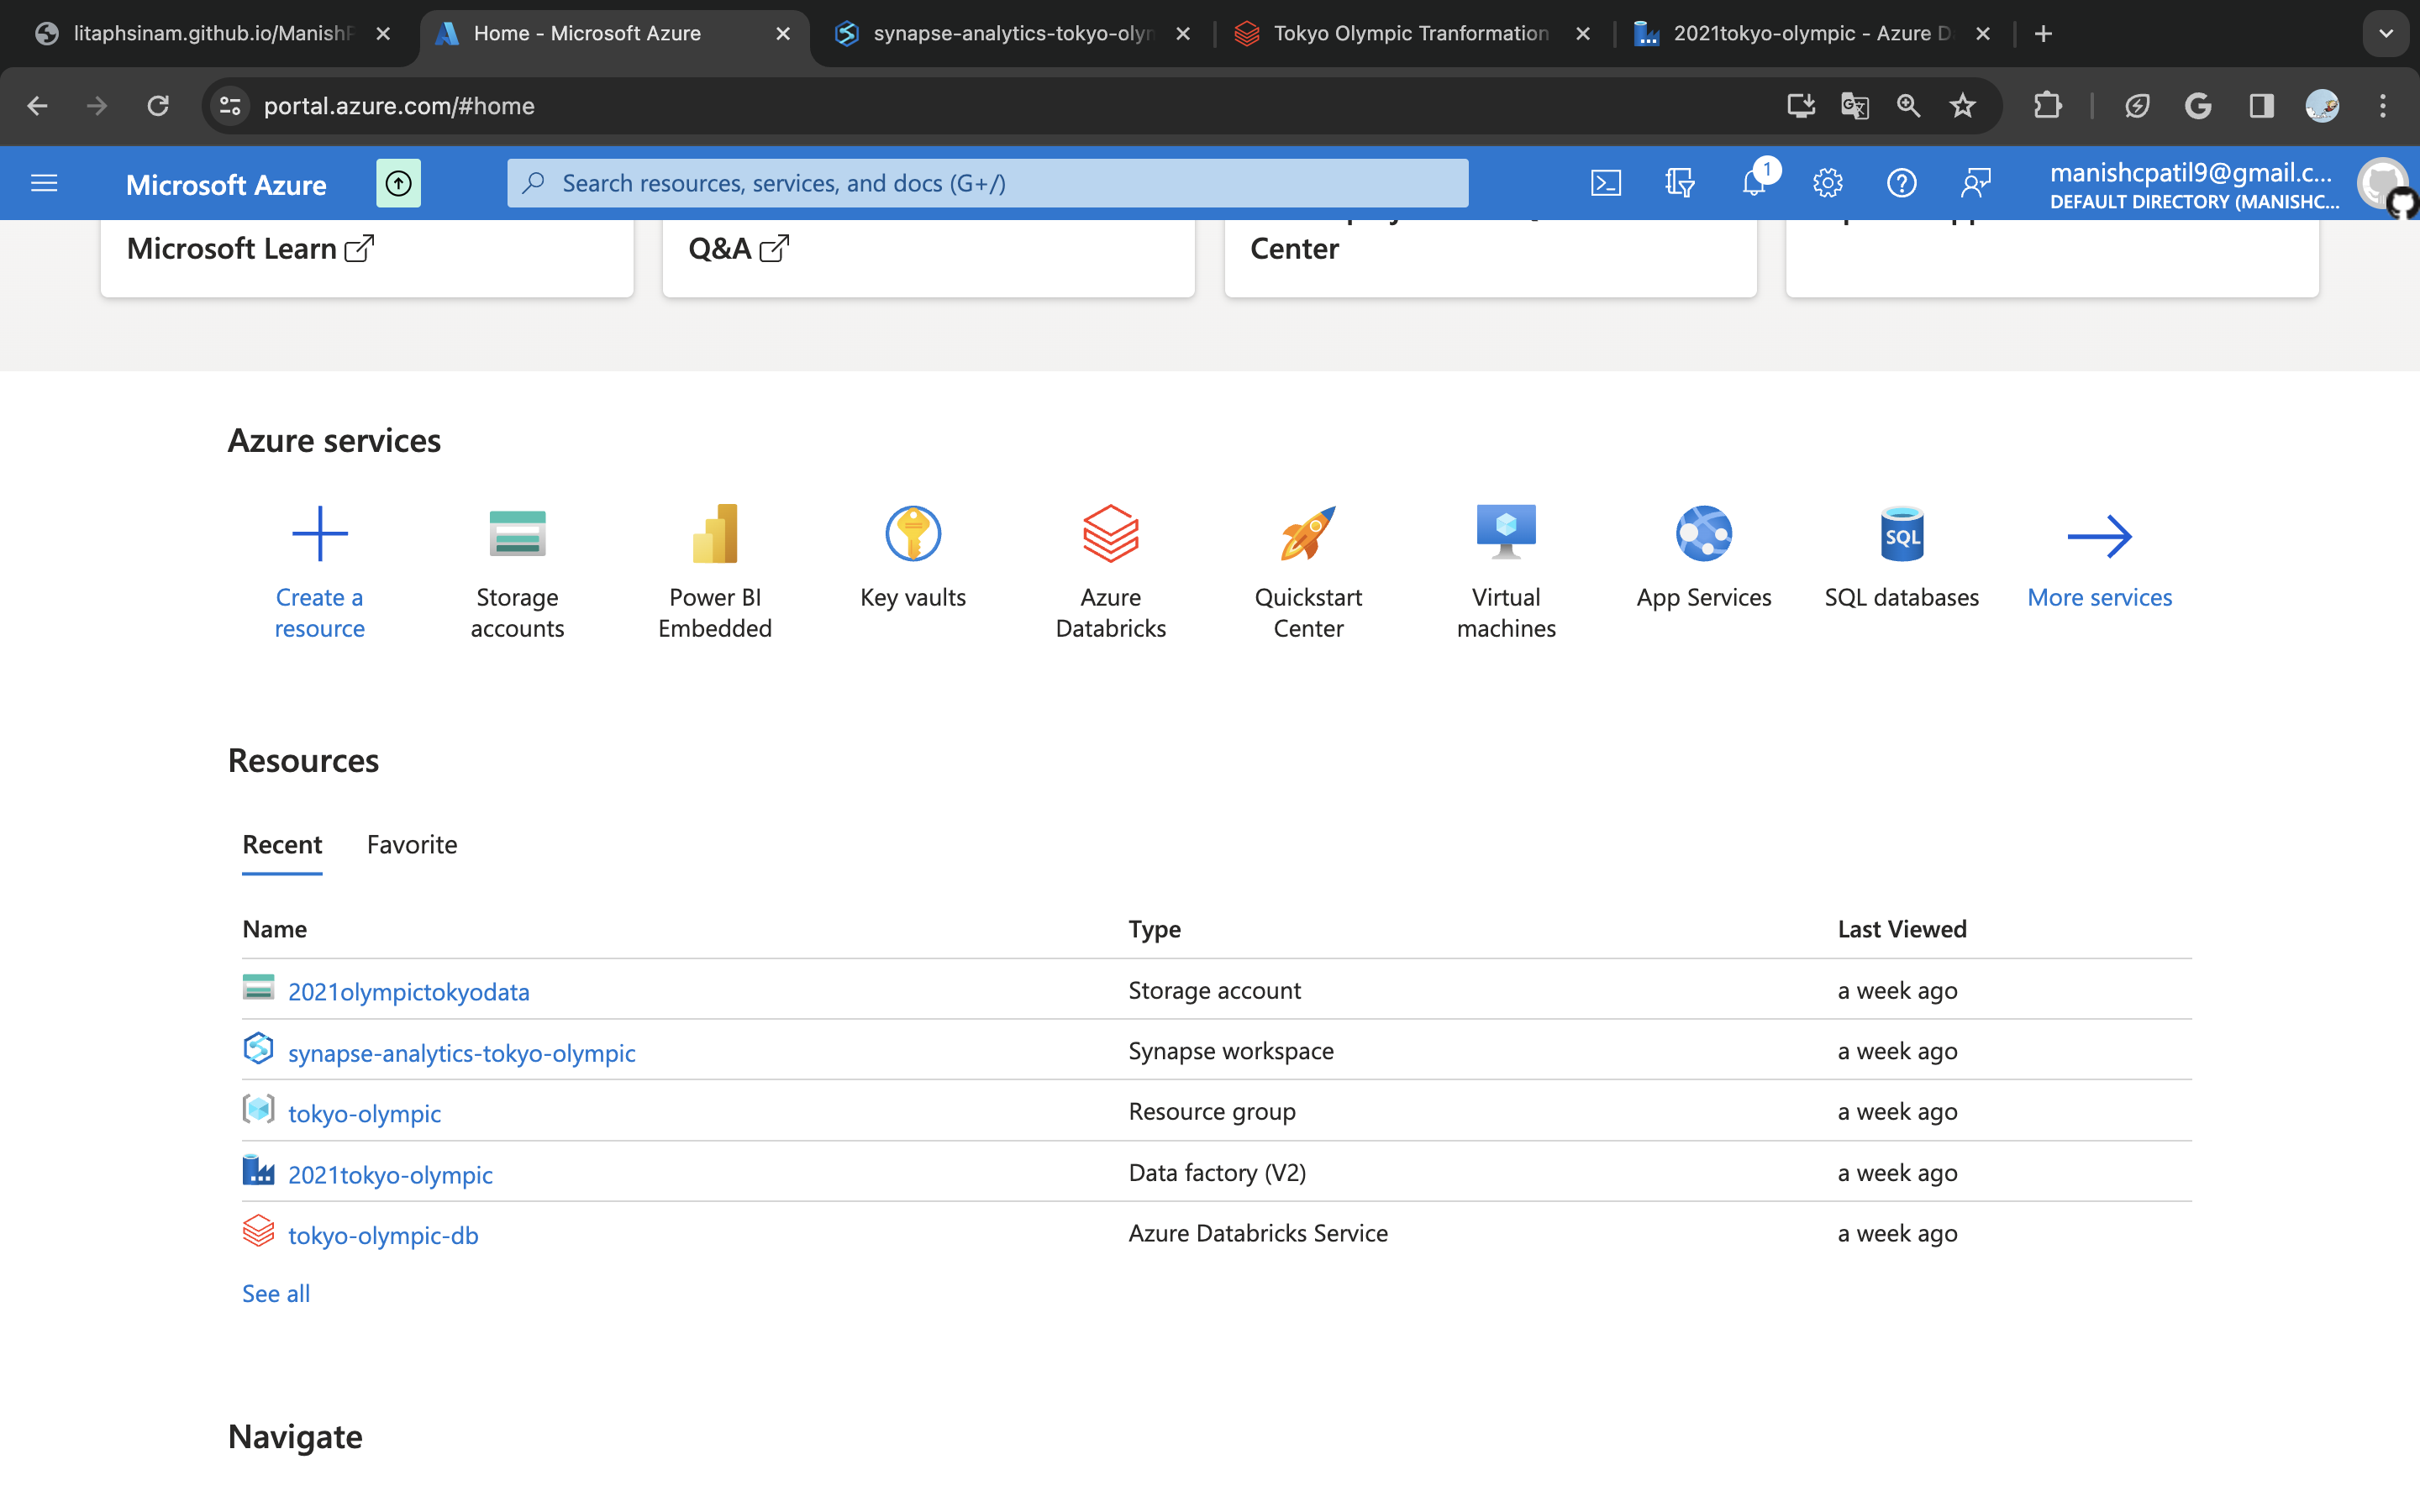 litaphsinam.github.io/Manish
Home - Microsoft Azure
synapse-analytics-tokyo-olyn
Tokyo Olympic Tranformation
2021tokyo-olympic - Azure D
portal.azure.com/#home
Microsoft Azure
Search resources, services, and docs (G+/)
1
manishcpatil9@gmail.c...
DEFAULT DIRECTORY (MANISHC...
Microsoft Learn
Q&A
Center
Azure services
Create a
resource
Storage
accounts
Power BI
Embedded
Key vaults
Azure
Databricks
Quickstart
Center
Virtual
machines
App Services
SQL
SQL databases
More services
Resources
Recent Favorite
Name Type Last Viewed
2021olympictokyodata Storage account a week ago
synapse-analytics-tokyo-olympic Synapse workspace a week ago
tokyo-olympic Resource group a week ago
2021tokyo-olympic Data factory (V2) a week ago
tokyo-olympic-db Azure Databricks Service a week ago
See all
Navigate